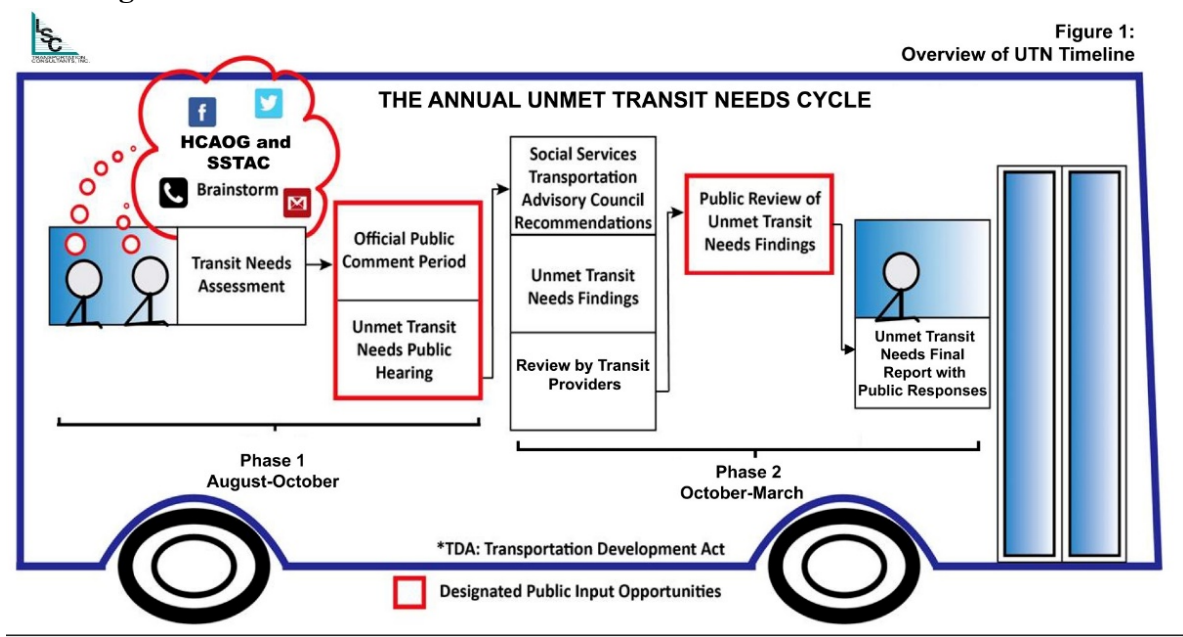 LSC
TRANSPORTATION
CONSULTANTS, INC.
Figure 1:
Overview of UTN Timeline
THE ANNUAL UNMET TRANSIT NEEDS CYCLE
HCAOG and
SSTAC
Brainstorm
Transit Needs
Assessment
Official Public
Comment Period
Unmet Transit
Needs Public
Hearing
Social Services
Transportation
Advisory Council
Recommendations
Unmet Transit
Needs Findings
Review by Transit
Providers
Public Review of
Unmet Transit
Needs Findings
Unmet Transit
Needs Final
Report with
Public Responses
Phase 1
August-October
Phase 2
October-March
*TDA: Transportation Development Act
Designated Public Input Opportunities